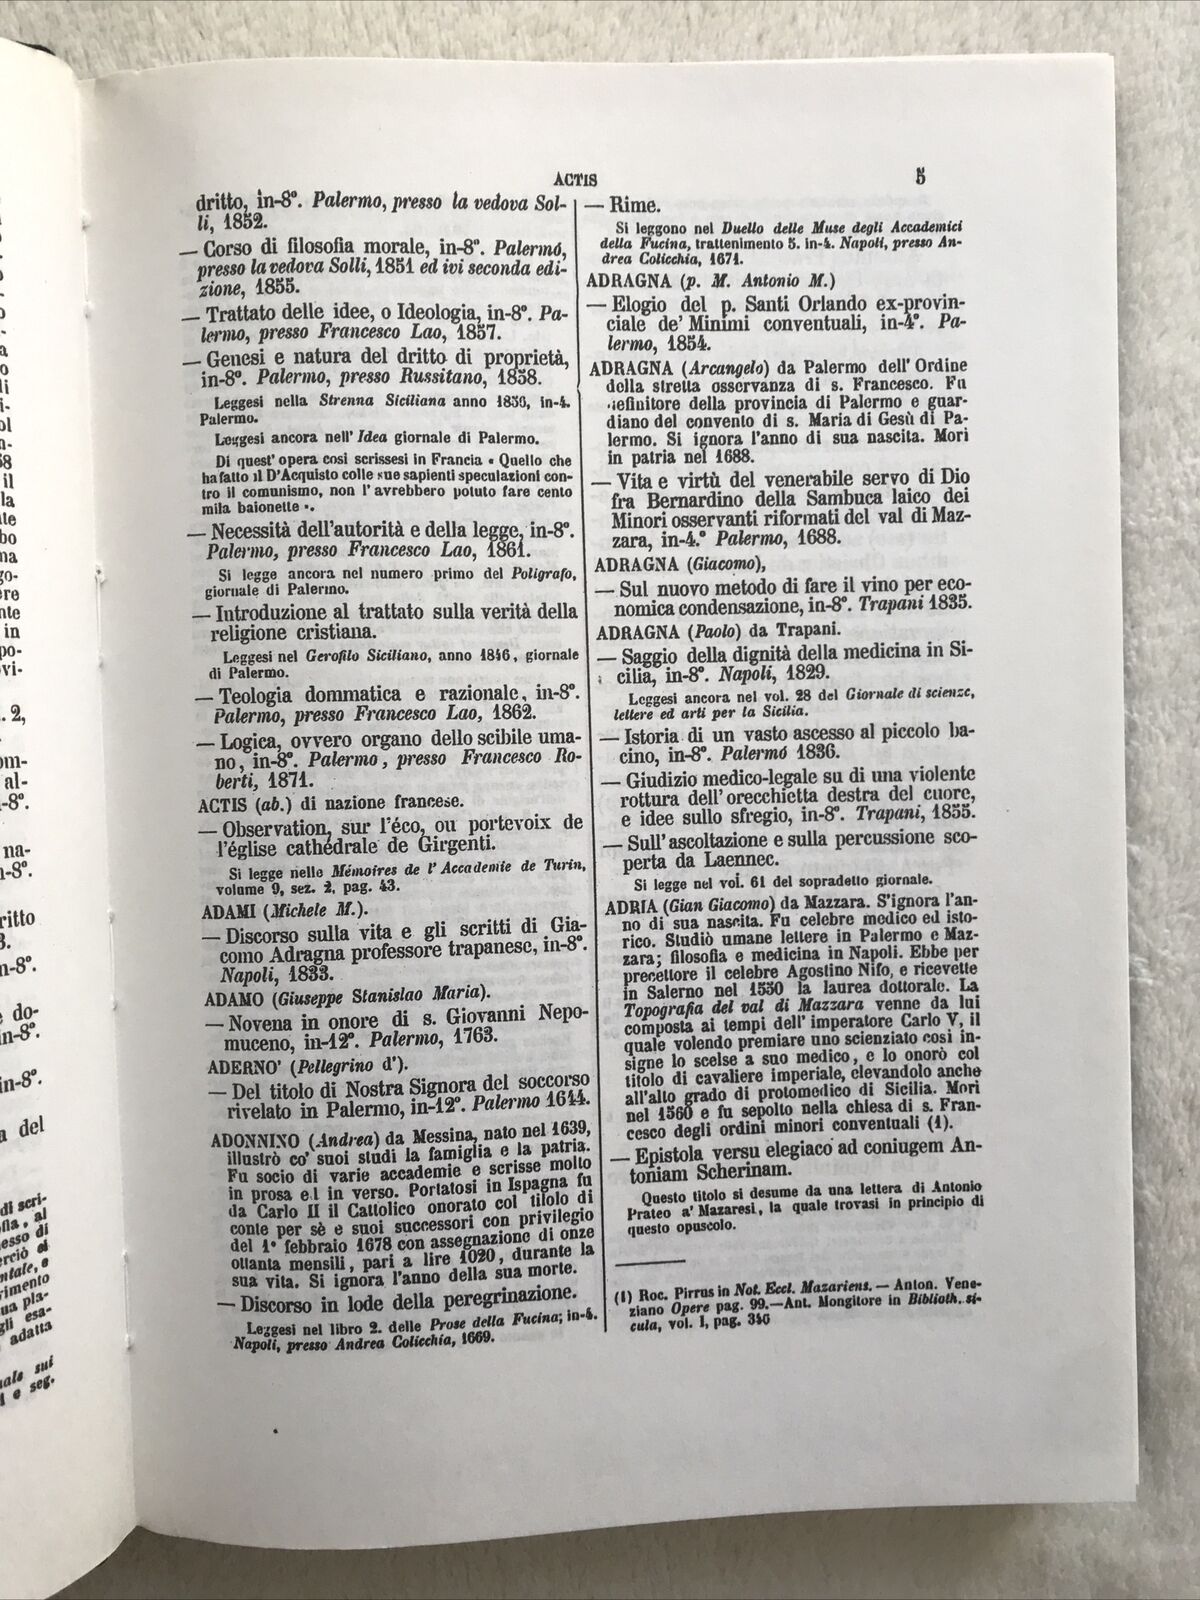 ACTIS
5
dritto, in-8º. Palermo, presso la vedova Sol-
li, 1852.
— Corso di filosofia morale, in-8º. Palermó,
presso la vedova Solli, 1851 ed ivi seconda edi-
zione, 1855.
— Trattato delle idee, o Ideologia, in-8º. Pa-
lermo, presso Francesco Lao, 1857.
— Genesi e natura del dritto di proprietà,
in-8º. Palermo, presso Russitano, 1858.
Leggesi nella Strenna Siciliana anno 1856, in-4.
Palermo.
Leggesi ancora nell' Idea giornale di Palermo.
Di quest' opera così scrissesi in Francia « Quello che
ha fatto il D'Acquisto colle sue sapienti speculazioni con-
tro il comunismo, non l' avrebbero potuto fare cento
mila baionette ».
— Necessità dell'autorità e della legge, in-8º.
Palermo, presso Francesco Lao, 1861.
Si legge ancora nel numero primo del Poligrafo,
giornale di Palermo.
— Introduzione al trattato sulla verità della
religione cristiana.
Leggesi nel Gerofilo Siciliano, anno 1846, giornale
di Palermo.
— Teologia dommatica e razionale, in-8º.
Palermo, presso Francesco Lao, 1862.
— Logica, ovvero organo dello scibile uma-
no, in-8º. Palermo, presso Francesco Ro-
berti, 1871.
ACTIS (ab.) di nazione francese.
— Observation, sur l'éco, ou portevoix de
l'église cathédrale de Girgenti.
Si legge nelle Mémoires de l' Accademie de Turin,
volume 9, sez. 2, pag. 43.
ADAMI (Michele M.).
— Discorso sulla vita e gli scritti di Gia-
como Adragna professore trapanese, in-8º.
Napoli, 1833.
ADAMO (Giuseppe Stanislao Maria).
— Novena in onore di s. Giovanni Nepo-
muceno, in-12º. Palermo, 1763.
ADERNO' (Pellegrino d').
— Del titolo di Nostra Signora del soccorso
rivelato in Palermo, in-12º. Palermo 1644.
ADONNINO (Andrea) da Messina, nato nel 1639,
illustrò co' suoi studi la famiglia e la patria.
Fu socio di varie accademie e scrisse molto
in prosa ed in verso. Portatosi in Ispagna fu
da Carlo II il Cattolico onorato col titolo di
conte per sè e suoi successori con privilegio
del 1º febbraio 1678 con assegnazione di onze
ottanta mensili, pari a lire 1020, durante la
sua vita. Si ignora l'anno della sua morte.
— Discorso in lode della peregrinazione.
Leggesi nel libro 2. delle Prose della Fucina; in-4.
Napoli, presso Andrea Colicchia, 1669.
— Rime.
Si leggono nel Duello delle Muse degli Accademici
della Fucina, trattenimento 5. in-4. Napoli, presso An-
drea Colicchia, 1671.
ADRAGNA (p. M. Antonio M.)
— Elogio del p. Santi Orlando ex-provin-
ciale de' Minimi conventuali, in-4º. Pa-
lermo, 1854.
ADRAGNA (Arcangelo) da Palermo dell' Ordine
della stretta osservanza di s. Francesco. Fu
definitore della provincia di Palermo e guar-
diano del convento di s. Maria di Gesù di Pa-
lermo. Si ignora l'anno di sua nascita. Morì
in patria nel 1688.
— Vita e virtù del venerabile servo di Dio
fra Bernardino della Sambuca laico dei
Minori osservanti riformati del val di Maz-
zara, in-4.º Palermo, 1688.
ADRAGNA (Giacomo),
— Sul nuovo metodo di fare il vino per eco-
nomica condensazione, in-8º. Trapani 1835.
ADRAGNA (Paolo) da Trapani.
— Saggio della dignità della medicina in Si-
cilia, in-8º. Napoli, 1829.
Leggesi ancora nel vol. 28 del Giornale di scienze,
lettere ed arti per la Sicilia.
— Istoria di un vasto ascesso al piccolo ba-
cino, in-8º. Palermó 1836.
— Giudizio medico-legale su di una violente
rottura dell' orecchietta destra del cuore,
e idee sullo sfregio, in-8º. Trapani, 1855.
— Sull'ascoltazione e sulla percussione sco-
perta da Laennec.
Si legge nel vol. 61 del sopradetto giornale.
ADRIA (Gian Giacomo) da Mazzara. S'ignora l'an-
no di sua nascita. Fu celebre medico ed isto-
rico. Studiò umane lettere in Palermo e Maz-
zara; filosofia e medicina in Napoli. Ebbe per
precettore il celebre Agostino Nifo, e ricevette
in Salerno nel 1530 la laurea dottorale. La
Topografia del val di Mazzara venne da lui
composta ai tempi dell' imperatore Carlo V, il
quale volendo premiare uno scienziato così in-
signe lo scelse a suo medico, e lo onorò col
titolo di cavaliere imperiale, elevandolo anche
all'alto grado di protomedico di Sicilia. Morì
nel 1560 e fu sepolto nella chiesa di s. Fran-
cesco degli ordini minori conventuali (1).
— Epistola versu elegiaco ad coniugem An-
toniam Scherinam.
Questo titolo si desume da una lettera di Antonio
Prateo a' Mazaresi, la quale trovasi in principio di
questo opuscolo.
(1) Roc. Pirrus in Not. Eccl. Mazariens. — Anton. Vene-
ziano Opere pag. 99.—Ant. Mongitore in Biblioth. si-
cula, vol. I, pag. 346